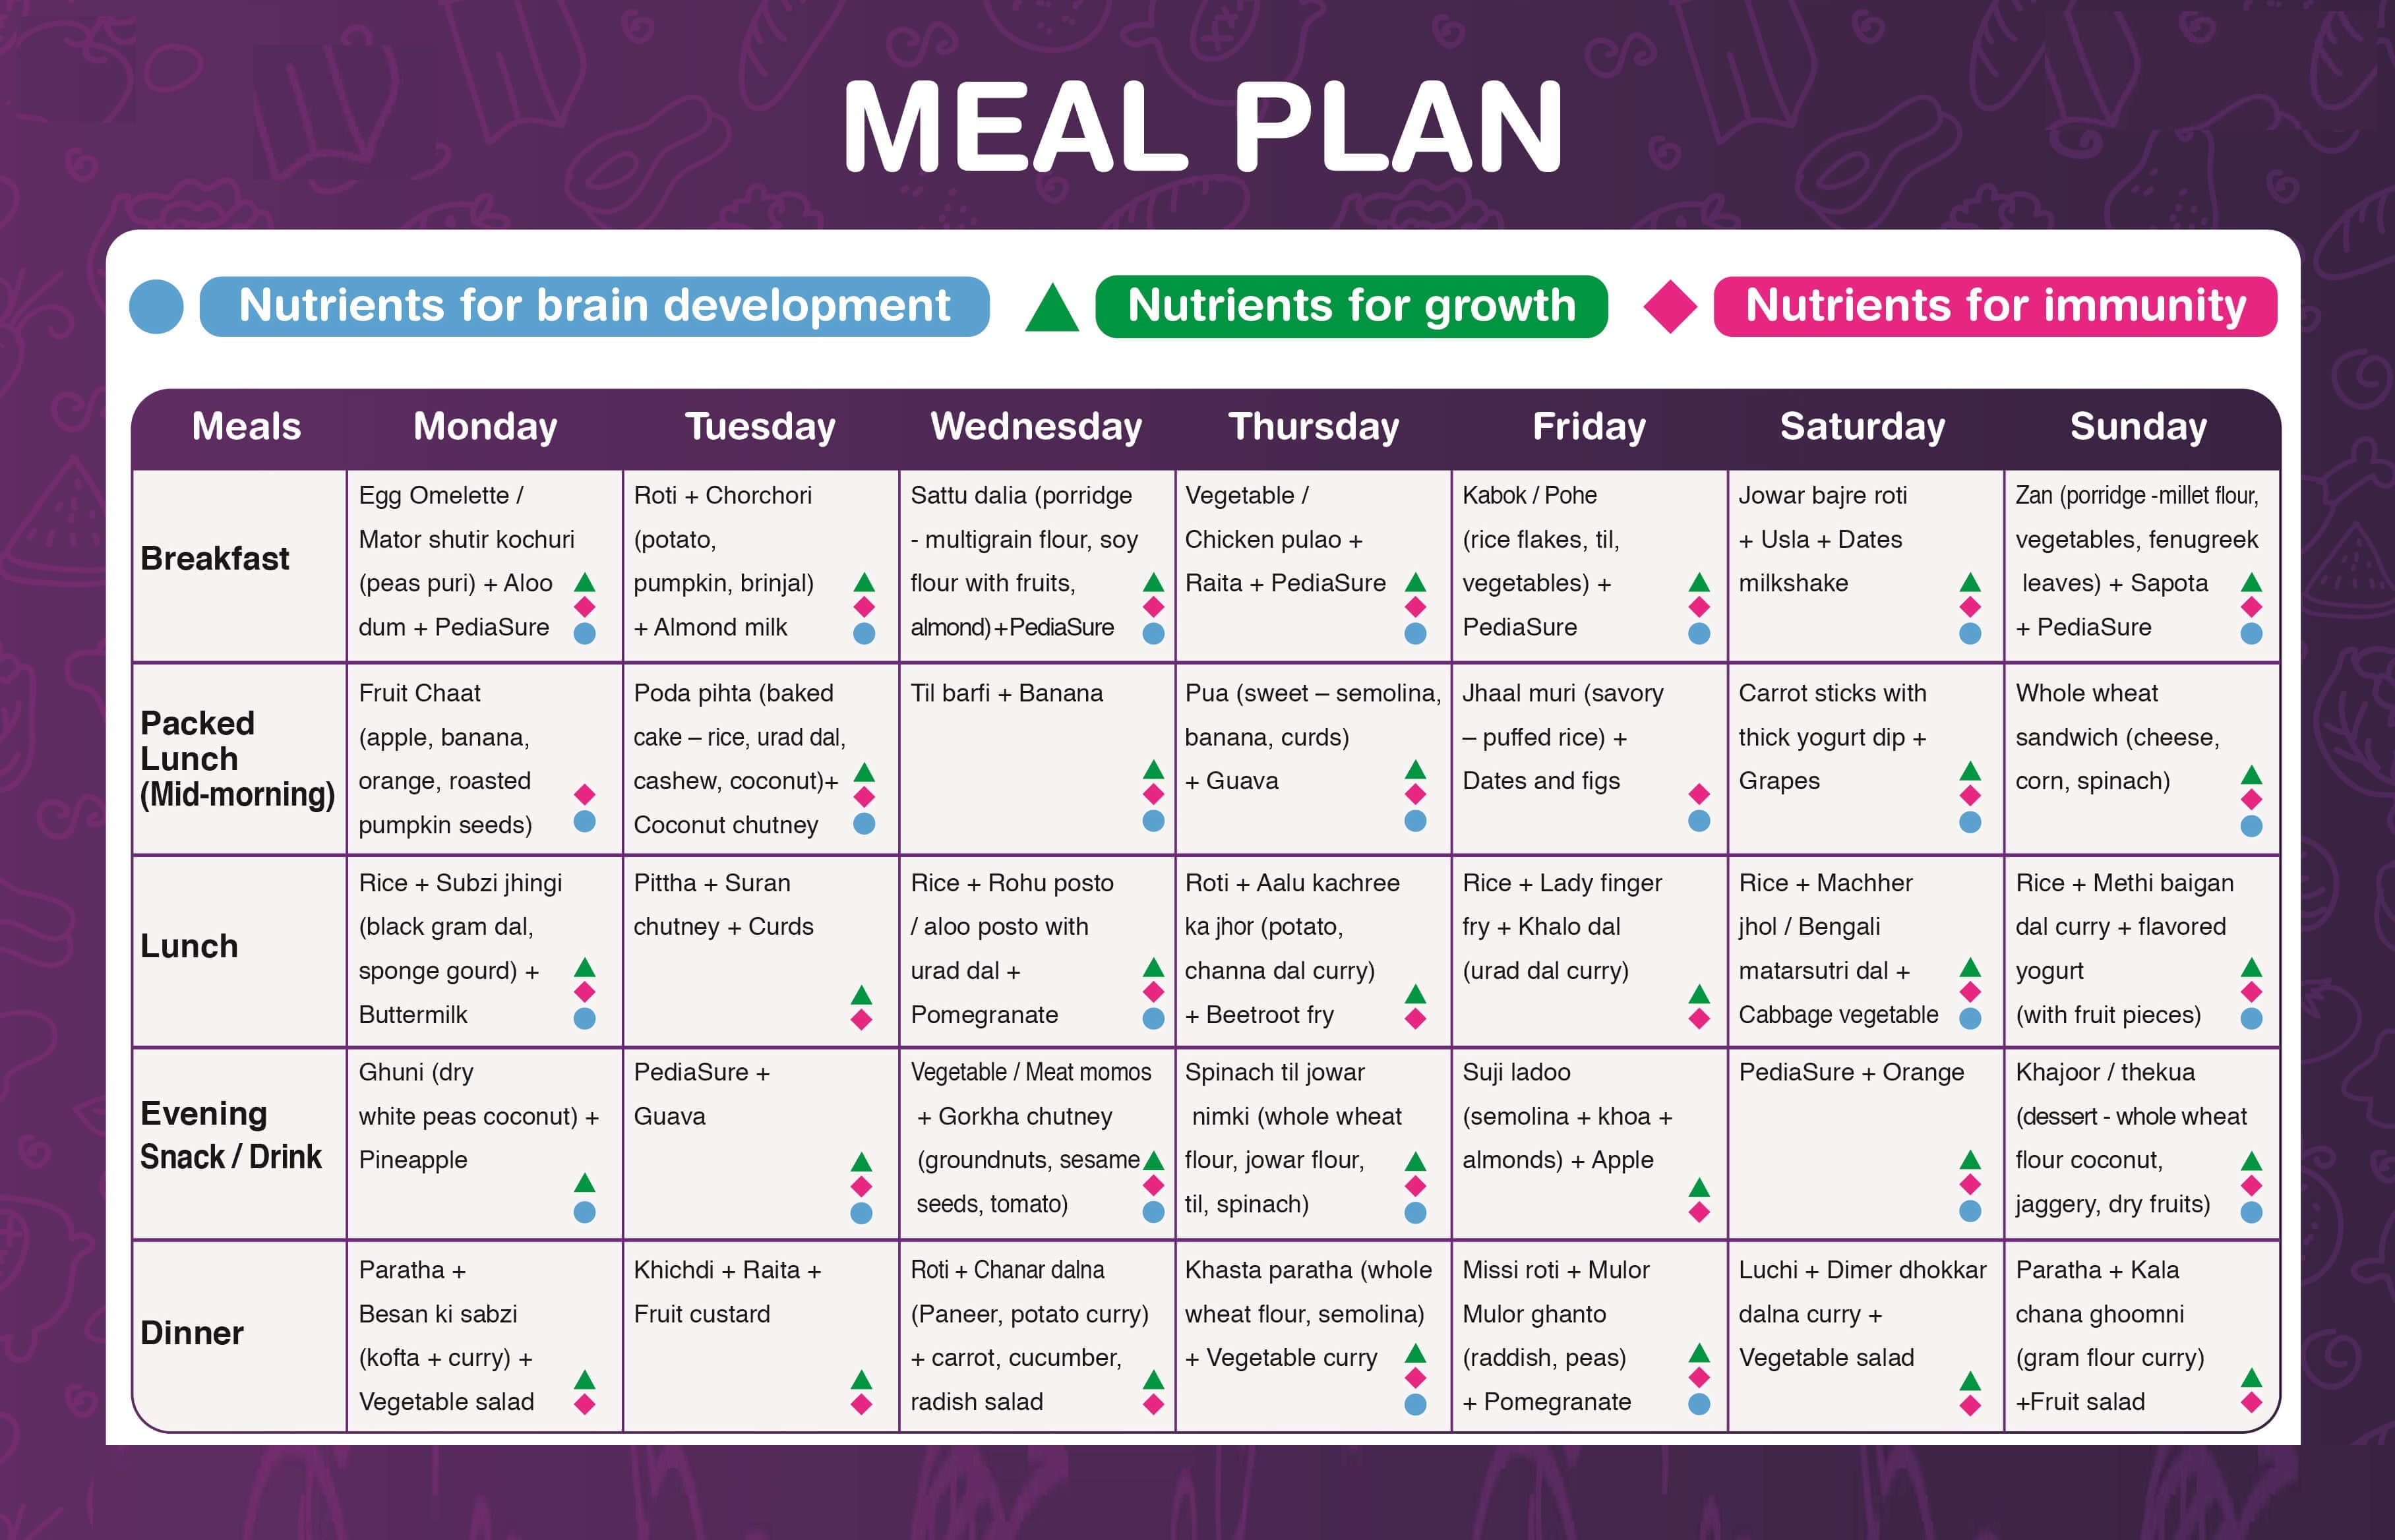 MEAL PLAN
Nutrients for brain development
Nutrients for growth
Nutrients for immunity
Meals
Monday
Tuesday
Wednesday
Thursday
Friday
Saturday
Sunday
Breakfast
Egg Omelette /
Mator shutir kochuri
(peas puri) + Aloo
dum + PediaSure
Roti + Chorchori
(potato,
pumpkin, brinjal)
+ Almond milk
Sattu dalia (porridge
- multigrain flour, soy
flour with fruits,
almond)+PediaSure
Vegetable /
Chicken pulao +
Raita + PediaSure
Kabok / Pohe
(rice flakes, til,
vegetables) +
PediaSure
Jowar bajre roti
+ Usla + Dates
milkshake
Zan (porridge -millet flour,
vegetables, fenugreek
leaves) + Sapota
+ PediaSure
Packed
Lunch
(Mid-morning)
Fruit Chaat
(apple, banana,
orange, roasted
pumpkin seeds)
Poda pihta (baked
cake – rice, urad dal,
cashew, coconut)+
Coconut chutney
Til barfi + Banana
Pua (sweet – semolina,
banana, curds)
+ Guava
Jhaal muri (savory
– puffed rice) +
Dates and figs
Carrot sticks with
thick yogurt dip +
Grapes
Whole wheat
sandwich (cheese,
corn, spinach)
Lunch
Rice + Subzi jhingi
(black gram dal,
sponge gourd) +
Buttermilk
Pittha + Suran
chutney + Curds
Rice + Rohu posto
/ aloo posto with
urad dal +
Pomegranate
Roti + Aalu kachree
ka jhor (potato,
channa dal curry)
+ Beetroot fry
Rice + Lady finger
fry + Khalo dal
(urad dal curry)
Rice + Machher
jhol / Bengali
matarsutri dal +
Cabbage vegetable
Rice + Methi baigan
dal curry + flavored
yogurt
(with fruit pieces)
Evening
Snack / Drink
Ghuni (dry
white peas coconut) +
Pineapple
PediaSure +
Guava
Vegetable / Meat momos
+ Gorkha chutney
(groundnuts, sesame
seeds, tomato)
Spinach til jowar
nimki (whole wheat
flour, jowar flour,
til, spinach)
Suji ladoo
(semolina + khoa +
almonds) + Apple
PediaSure + Orange
Khajoor / thekua
(dessert - whole wheat
flour coconut,
jaggery, dry fruits)
Dinner
Paratha +
Besan ki sabzi
(kofta + curry) +
Vegetable salad
Khichdi + Raita +
Fruit custard
Roti + Chanar dalna
(Paneer, potato curry)
+ carrot, cucumber,
radish salad
Khasta paratha (whole
wheat flour, semolina)
+ Vegetable curry
Missi roti + Mulor
Mulor ghanto
(raddish, peas)
+ Pomegranate
Luchi + Dimer dhokkar
dalna curry +
Vegetable salad
Paratha + Kala
chana ghoomni
(gram flour curry)
+Fruit salad